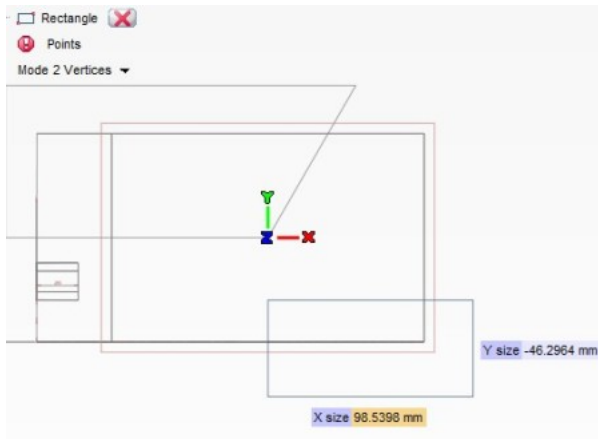 Rectangle
Points
Mode 2 Vertices
Y
Z X
Y size -46.2964 mm
X size 98.5398 mm